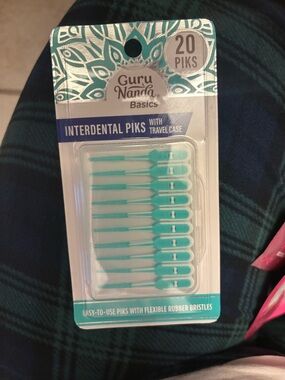 20
PIKS
Guru
Nanda
Basics
INTERDENTAL PIKS WITH TRAVEL CASE
EASY-TO-USE PIKS WITH FLEXIBLE RUBBER BRISTLES